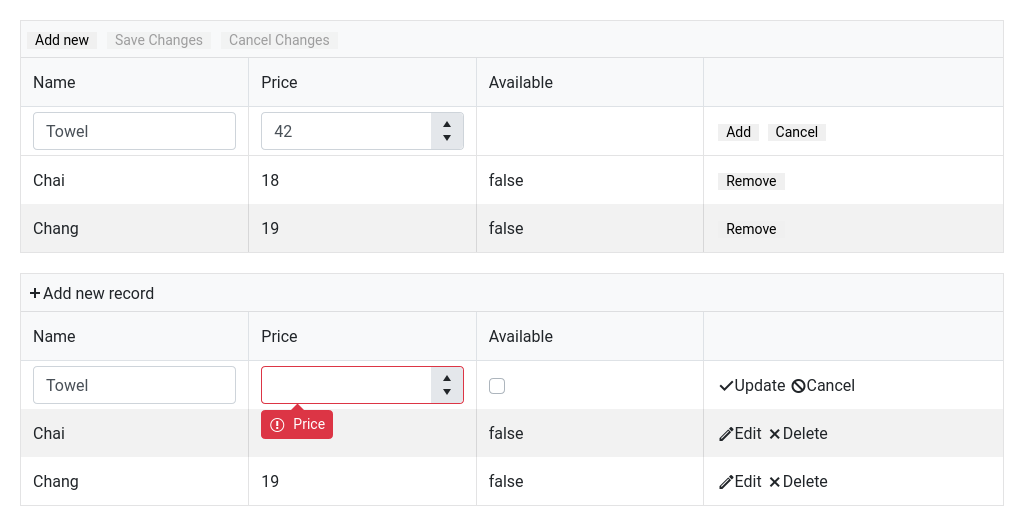 Add new Save Changes Cancel Changes
Name Price Available
Towel 42 Add Cancel
Chai 18 false Remove
Chang 19 false Remove
Add new record
Name Price Available
Towel Update Cancel
Price
Chai false Edit Delete
Chang 19 false Edit Delete